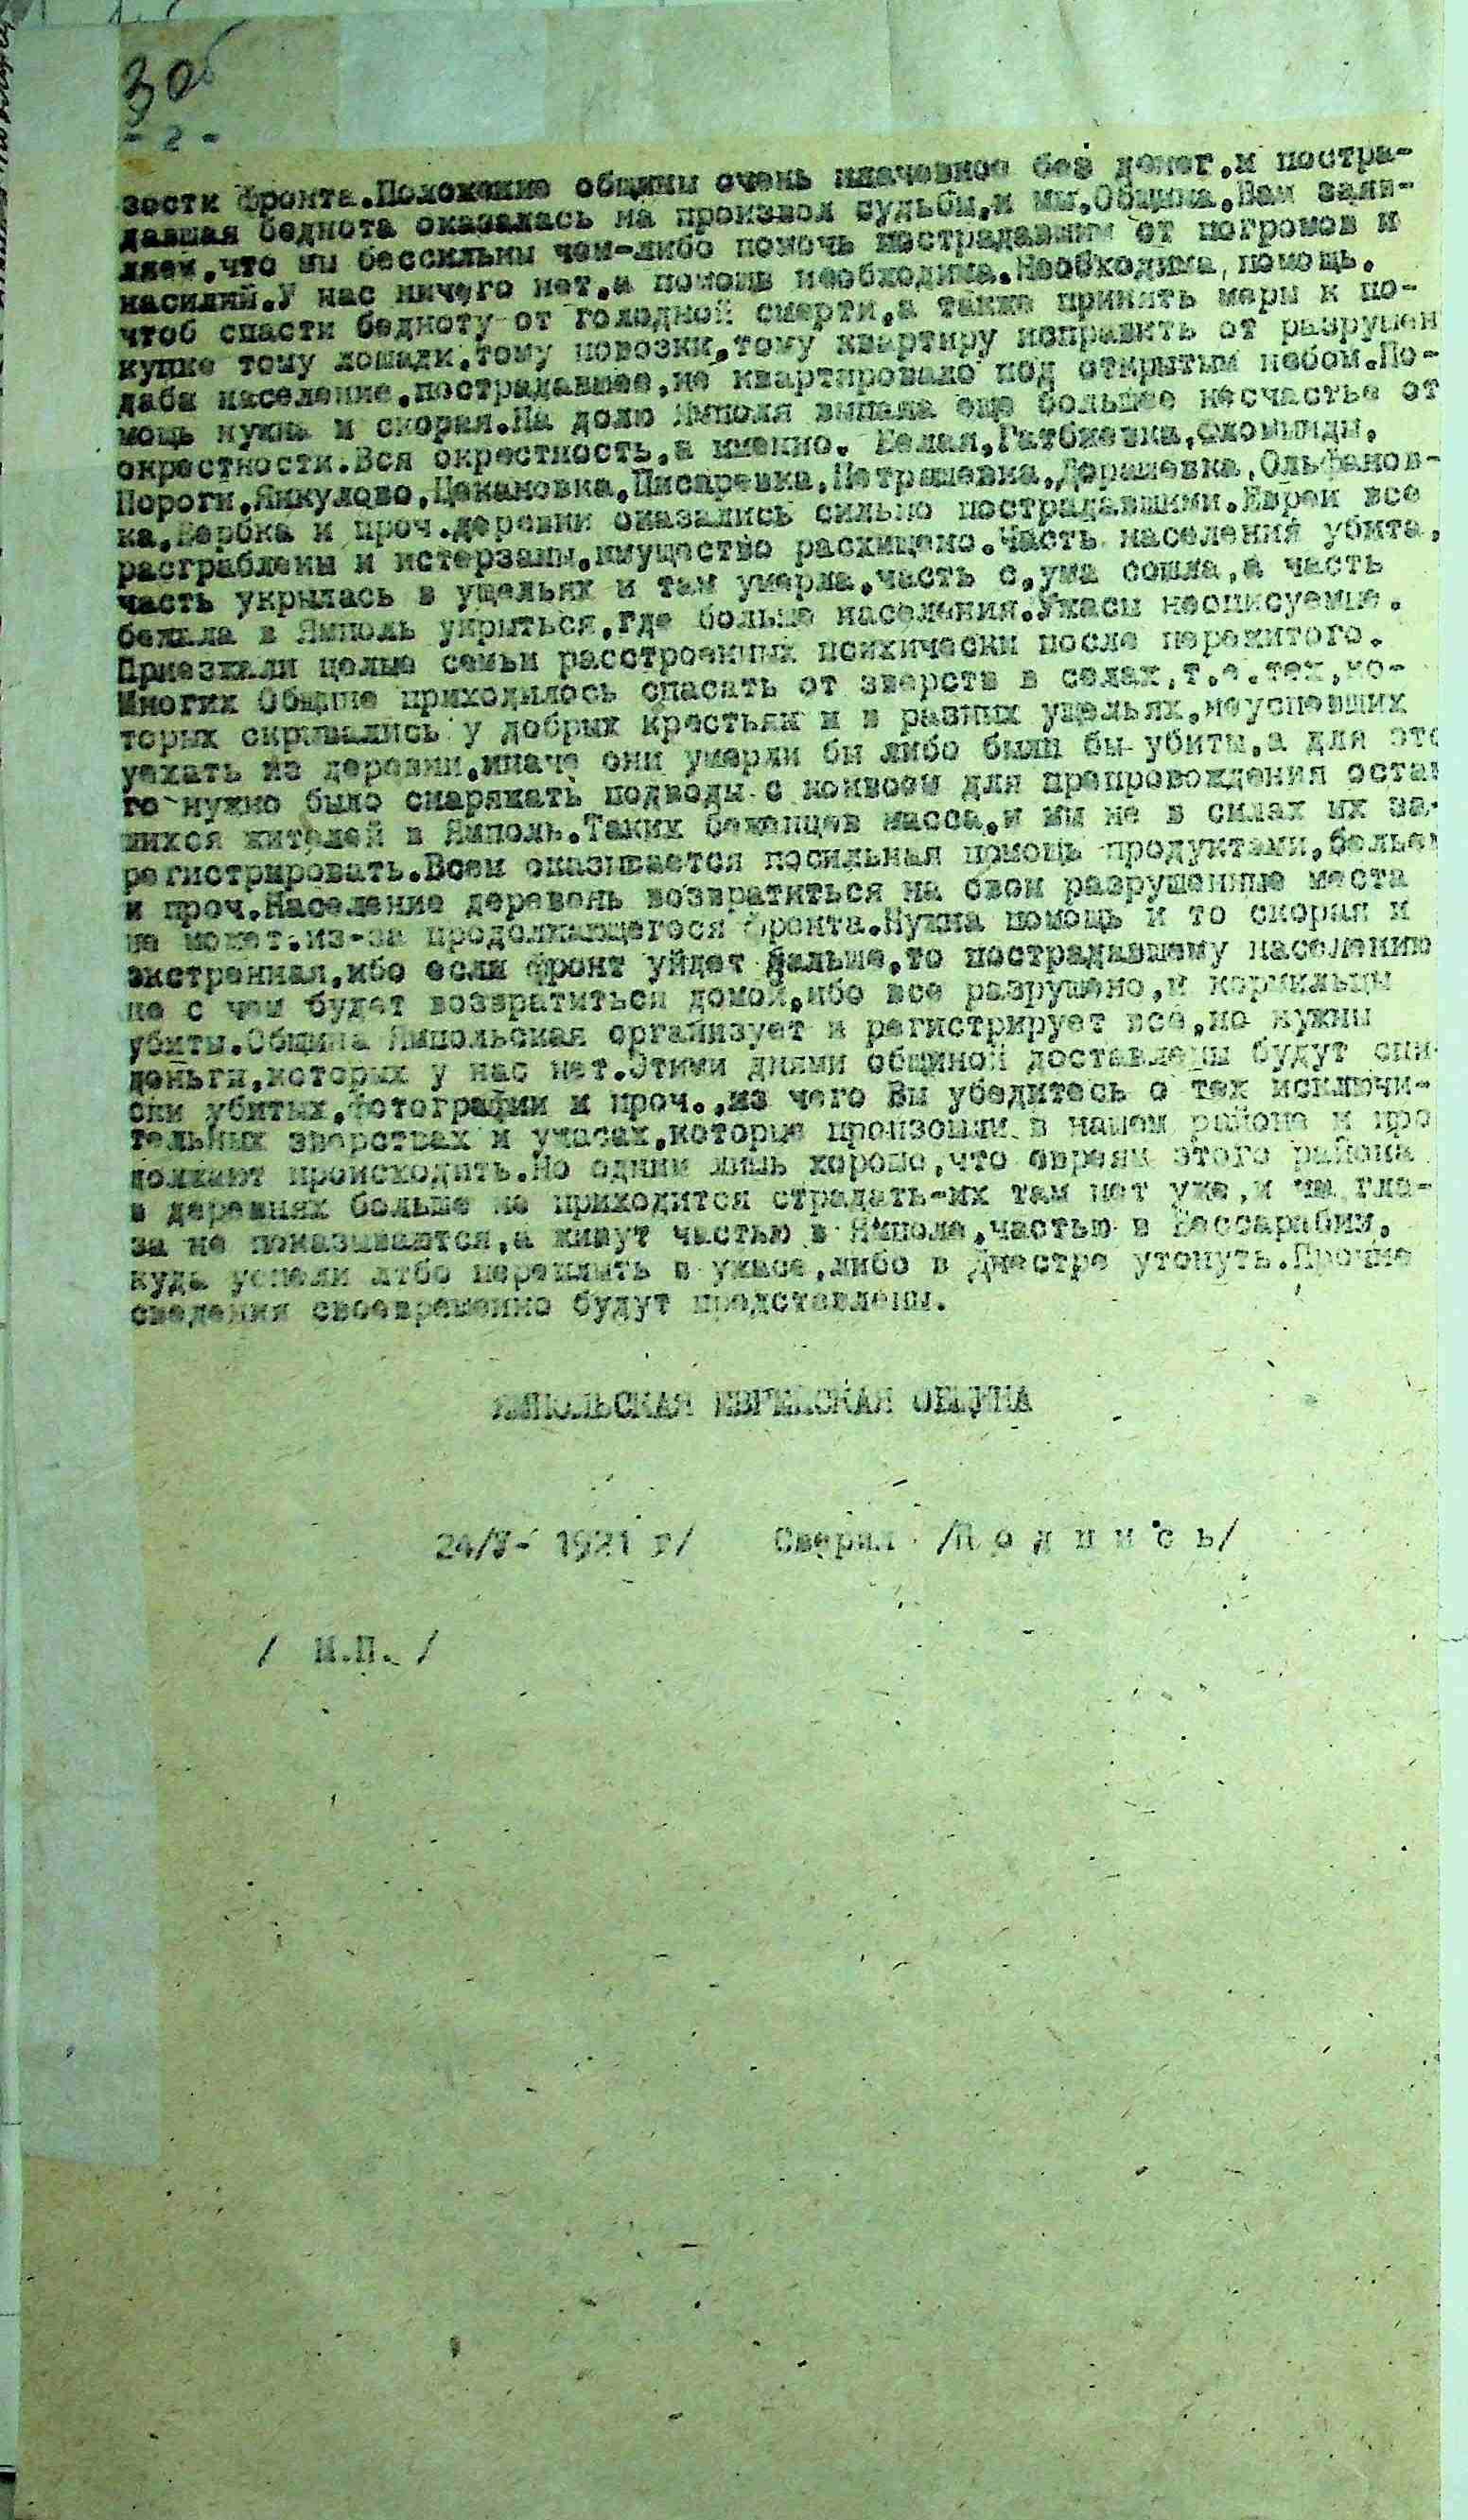 30б
- 2 -
зости фронта.Положение общины очень плачевное без денег,и постра-
давшая беднота оказалась на произвол судьбы,и мы,Община,Вам заяв-
ляем,что мы бессильны чем-либо помочь пострадавшим от погромов и
насилий.У нас ничего нет,а помощь необходима.Необходима помощь,
чтоб спасти бедноту от голодной смерти,а также принять меры к по-
купке тому лошади,тому повозки,тому квартиру исправить от разрушен
дабы население,пострадавшее,не квартировало под открытым небом.По-
мощь нужна и скорая.На долю Ямполя выпала еще большее несчастье от
окрестности.Вся окрестность,а именно. Белая,
Пороги,Яикулово,Цекановка,Писаревка,Петрашевка,Дорашевка,Ольфанов-
ка,Вербка и проч.деревни оказались сильно пострадавшими.Евреи все
разграблены и истерзаны,имущество расхищено.Часть населения убита,
часть укрылась в ущельях и там умерла,часть с,ума сошла,а часть
бежала в Ямполь укрыться,где больше населения.Ужасы неописуемые.
Приезжали целые семьи расстроенных психически после пережитого.
Многих Общине приходилось спасать от зверств в селах,т.е.тех,ко-
торых скрывались у добрых крестьян и в разных ущельях,неуспевших
уехать из деревни,иначе они умерли бы либо были бы убиты,а для это
го нужно было снаряжать подводы с конвоем для препровождения остав
шихся жителей в Ямполь.Таких беженцев масса,и мы не в силах их за-
регистрировать.Всем оказывается посильная помощь продуктами,бельем
и проч.Население деревень возвратиться на свои разрушенные места
не может.из-за продолжающегося фронта.Нужна помощь и то скорая и
экстренная,ибо если фронт уйдет дальше,то пострадавшему населению
не с чем будет возвратиться домой,ибо все разрушено,и кормильцы
убиты.Община Ямпольская организует и регистрирует все,но нужны
деньги,которых у нас нет.Этими днями общиной доставлены будут спи-
ски убитых,фотографии и проч.,из чего Вы убедитесь о тех исключи-
тельных зверствах и ужасах,которые произошли в нашем районе и про
должают происходить.Но одним лишь хорошо,что евреям этого района
в деревнях больше не приходится страдать-их там нет уже,и на гла-
за не показываются,а живут частью в Ямполе,частью в Бессарабии,
куда успели либо переплыть в ужасе,либо в Днестре утонуть.Прочие
сведения своевременно будут представлены.
ЯМПОЛЬСКАЯ ЕВРЕЙСКАЯ ОБЩИНА
24/У- 1921 г/ Сверял /П о д п и с ь/
/ М.П. /